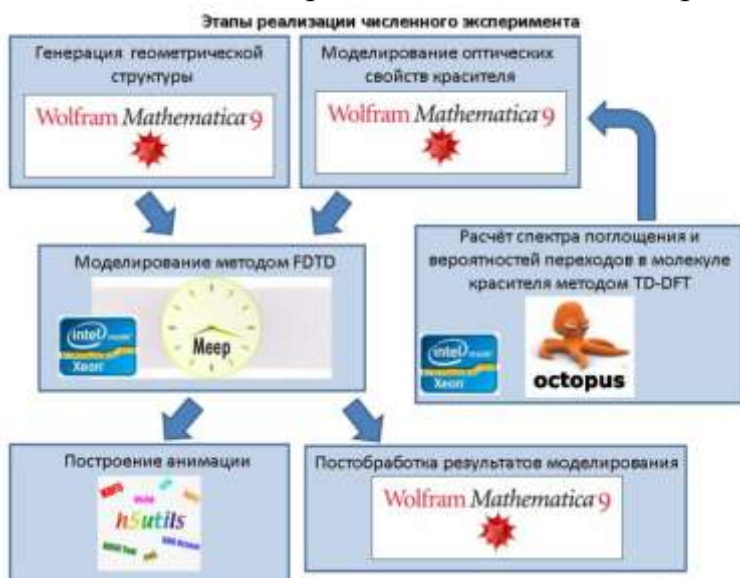 Этапы реализации численного эксперимента
Генерация геометрической
структуры
Wolfram Mathematica 9
Моделирование оптических
свойств красителя
Wolfram Mathematica 9
Моделирование методом FDTD
intel
Xeon
Meep
Расчёт спектра поглощения и
вероятностей переходов в молекуле
красителя методом TD-DFT
intel
Xeon
octopus
Построение анимации
h5utils
Постобработка результатов моделирования
Wolfram Mathematica 9